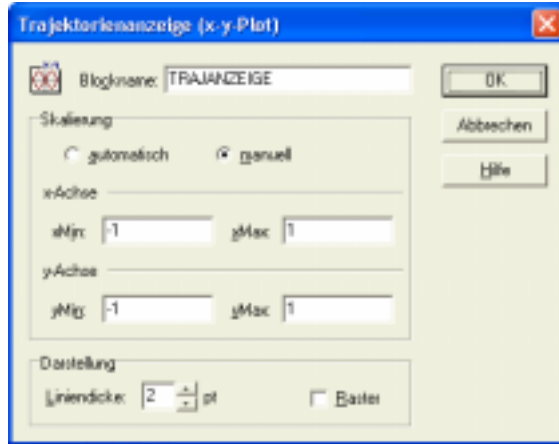 Trajektorienanzeige (x-y-Plot)
Blockname: TRAJANZEIGE
OK
Skalierung
Abbrechen
automatisch manuell
Hilfe
x-Achse
xMin: -1 xMax: 1
y-Achse
yMin: -1 yMax: 1
Darstellung
Liniendicke: 2 pt Raster